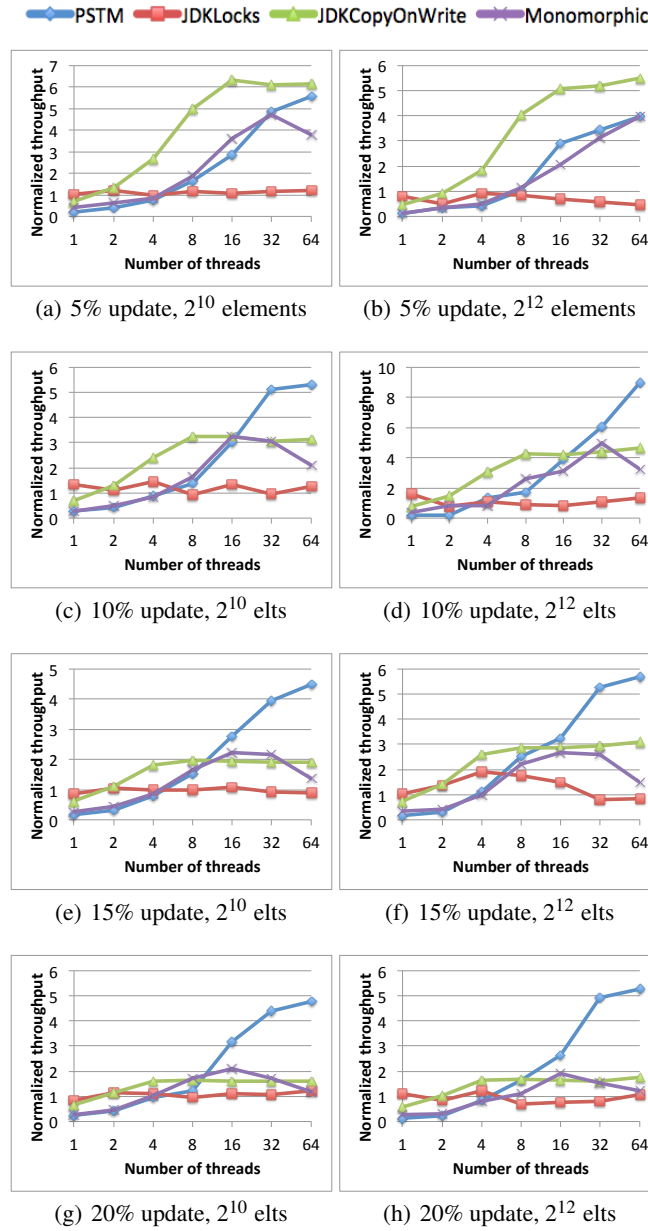 PSTM JDKLocks JDKCopyOnWrite Monomorphic
Normalized throughput
7
6
5
4
3
2
1
0
1 2 4 8 16 32 64
Number of threads
(a) 5% update, 2^10 elements
Normalized throughput
6
5
4
3
2
1
0
1 2 4 8 16 32 64
Number of threads
(b) 5% update, 2^12 elements
Normalized throughput
6
5
4
3
2
1
0
1 2 4 8 16 32 64
Number of threads
(c) 10% update, 2^10 elts
Normalized throughput
10
8
6
4
2
0
1 2 4 8 16 32 64
Number of threads
(d) 10% update, 2^12 elts
Normalized throughput
5
4
3
2
1
0
1 2 4 8 16 32 64
Number of threads
(e) 15% update, 2^10 elts
Normalized throughput
6
5
4
3
2
1
0
1 2 4 8 16 32 64
Number of threads
(f) 15% update, 2^12 elts
Normalized throughput
6
5
4
3
2
1
0
1 2 4 8 16 32 64
Number of threads
(g) 20% update, 2^10 elts
Normalized throughput
6
5
4
3
2
1
0
1 2 4 8 16 32 64
Number of threads
(h) 20% update, 2^12 elts